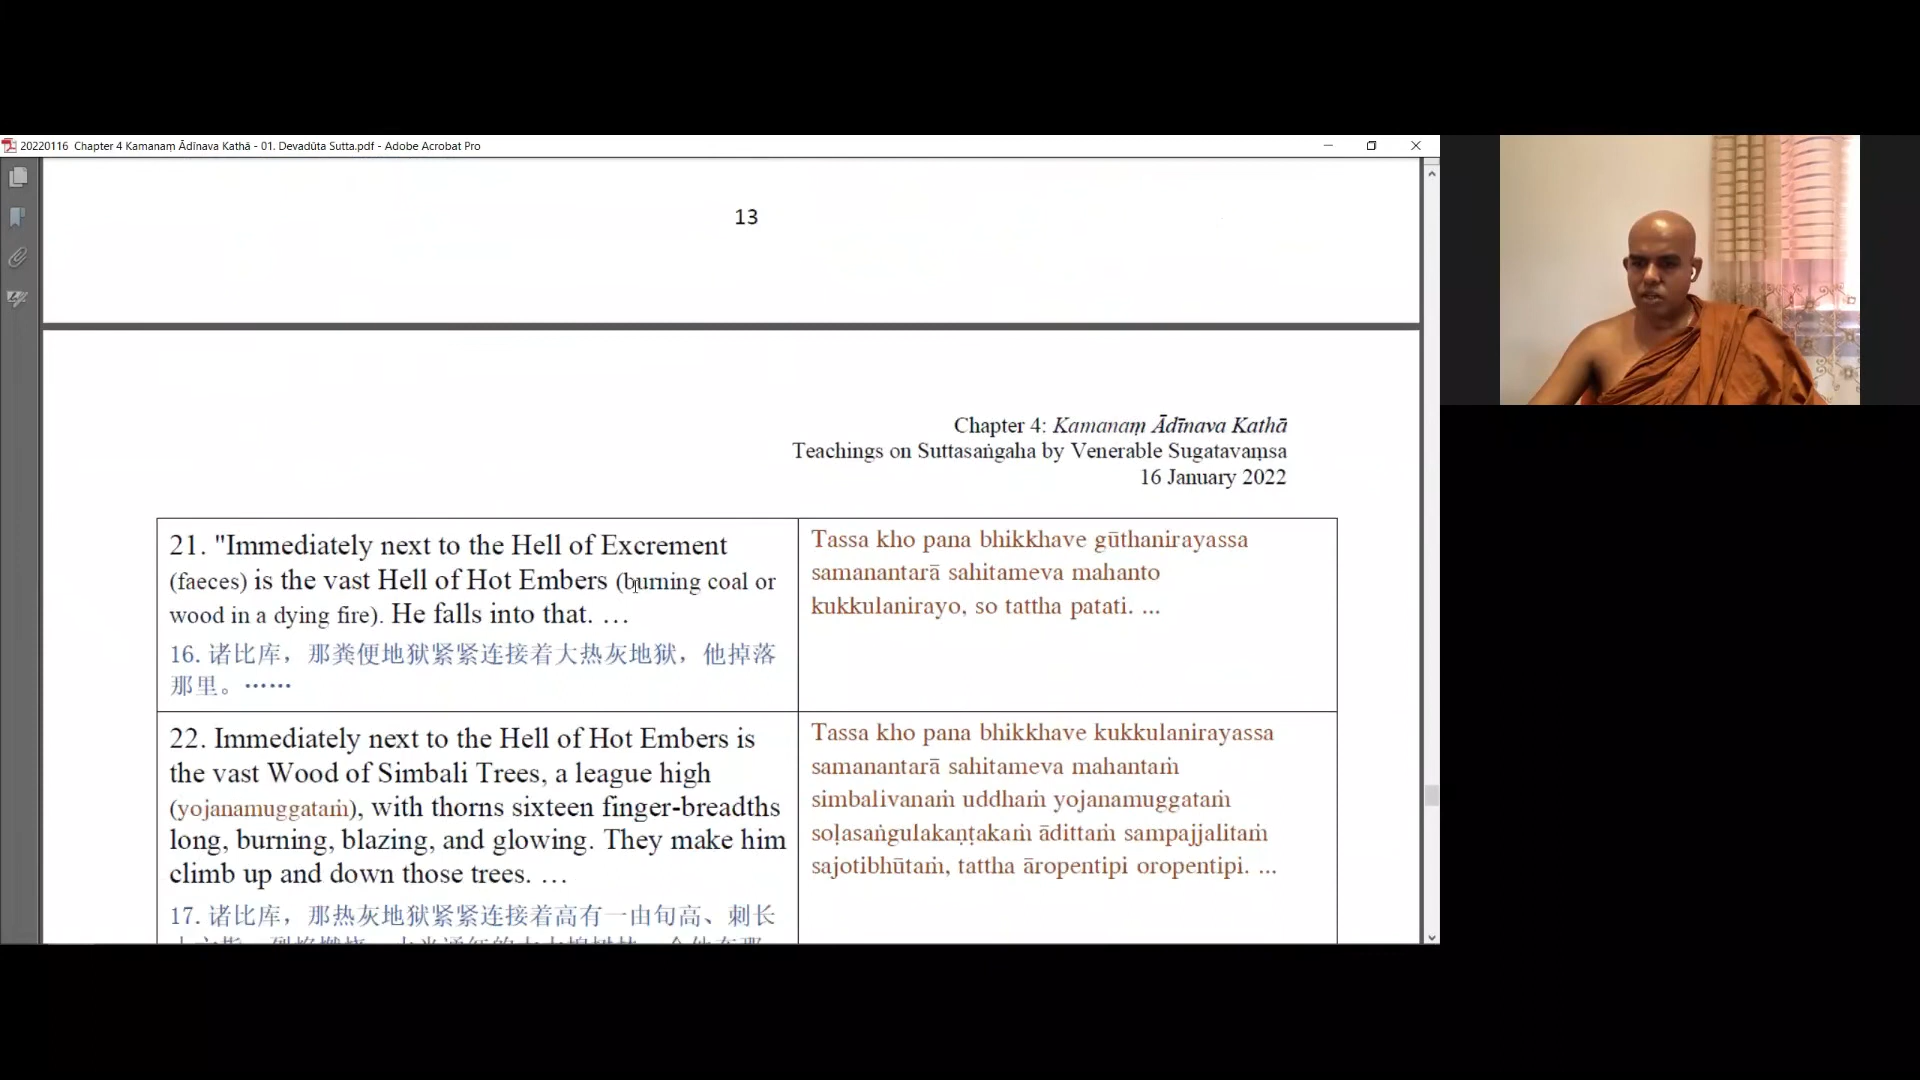 20220116 Chapter 4 Kamanaṃ Ādīnava Kathā - 01. Devadūta Sutta.pdf - Adobe Acrobat Pro
13
Chapter 4: Kamanaṃ Ādīnava Kathā
Teachings on Suttasaṅgaha by Venerable Sugatavaṃsa
16 January 2022
21. "Immediately next to the Hell of Excrement
(faeces) is the vast Hell of Hot Embers (burning coal or
wood in a dying fire). He falls into that. …
16. 诸比库，那粪便地狱紧紧连接着大热灰地狱，他掉落
那里。……
Tassa kho pana bhikkhave gūthanirayassa
samanantarā sahitameva mahanto
kukkulanirayo, so tattha patati. ...
22. Immediately next to the Hell of Hot Embers is
the vast Wood of Simbali Trees, a league high
(yojanamuggataṁ), with thorns sixteen finger-breadths
long, burning, blazing, and glowing. They make him
climb up and down those trees. …
17. 诸比库，那热灰地狱紧紧连接着高有一由句高、刺长
Tassa kho pana bhikkhave kukkulanirayassa
samanantarā sahitameva mahantaṁ
simbalivanaṁ uddhaṁ yojanamuggataṁ
soḷasaṅgulakaṇṭakaṁ ādittaṁ sampajjalitaṁ
sajotibhūtaṁ, tattha āropentipi oropentipi. ...